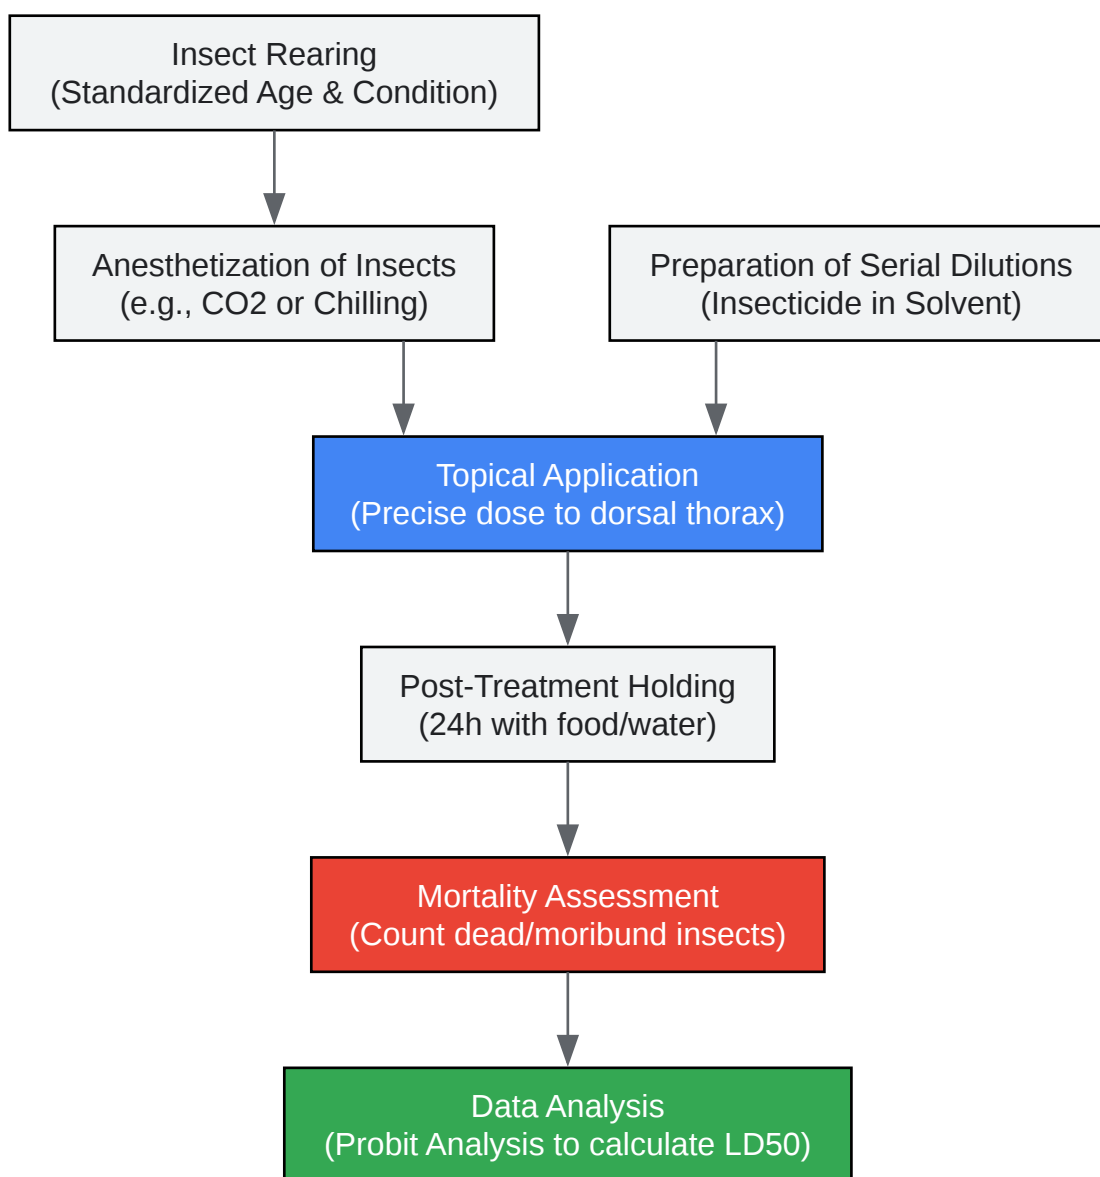 Insect Rearing
(Standardized Age & Condition)
Anesthetization of Insects
(e.g., CO2 or Chilling)
Preparation of Serial Dilutions
(Insecticide in Solvent)
Topical Application
(Precise dose to dorsal thorax)
Post-Treatment Holding
(24h with food/water)
Mortality Assessment
(Count dead/moribund insects)
Data Analysis
(Probit Analysis to calculate LD50)